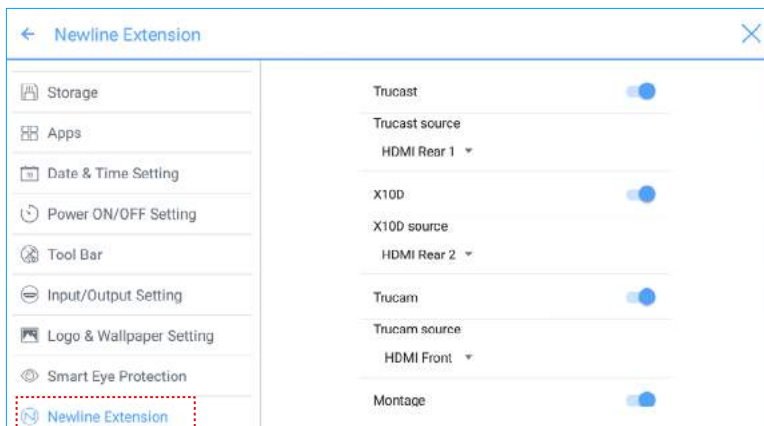 Newline Extension
Storage
Apps
Date & Time Setting
Power ON/OFF Setting
Tool Bar
Input/Output Setting
Logo & Wallpaper Setting
Smart Eye Protection
Newline Extension
Trucast
Trucast source
HDMI Rear 1
X10D
X10D source
HDMI Rear 2
Trucam
Trucam source
HDMI Front
Montage